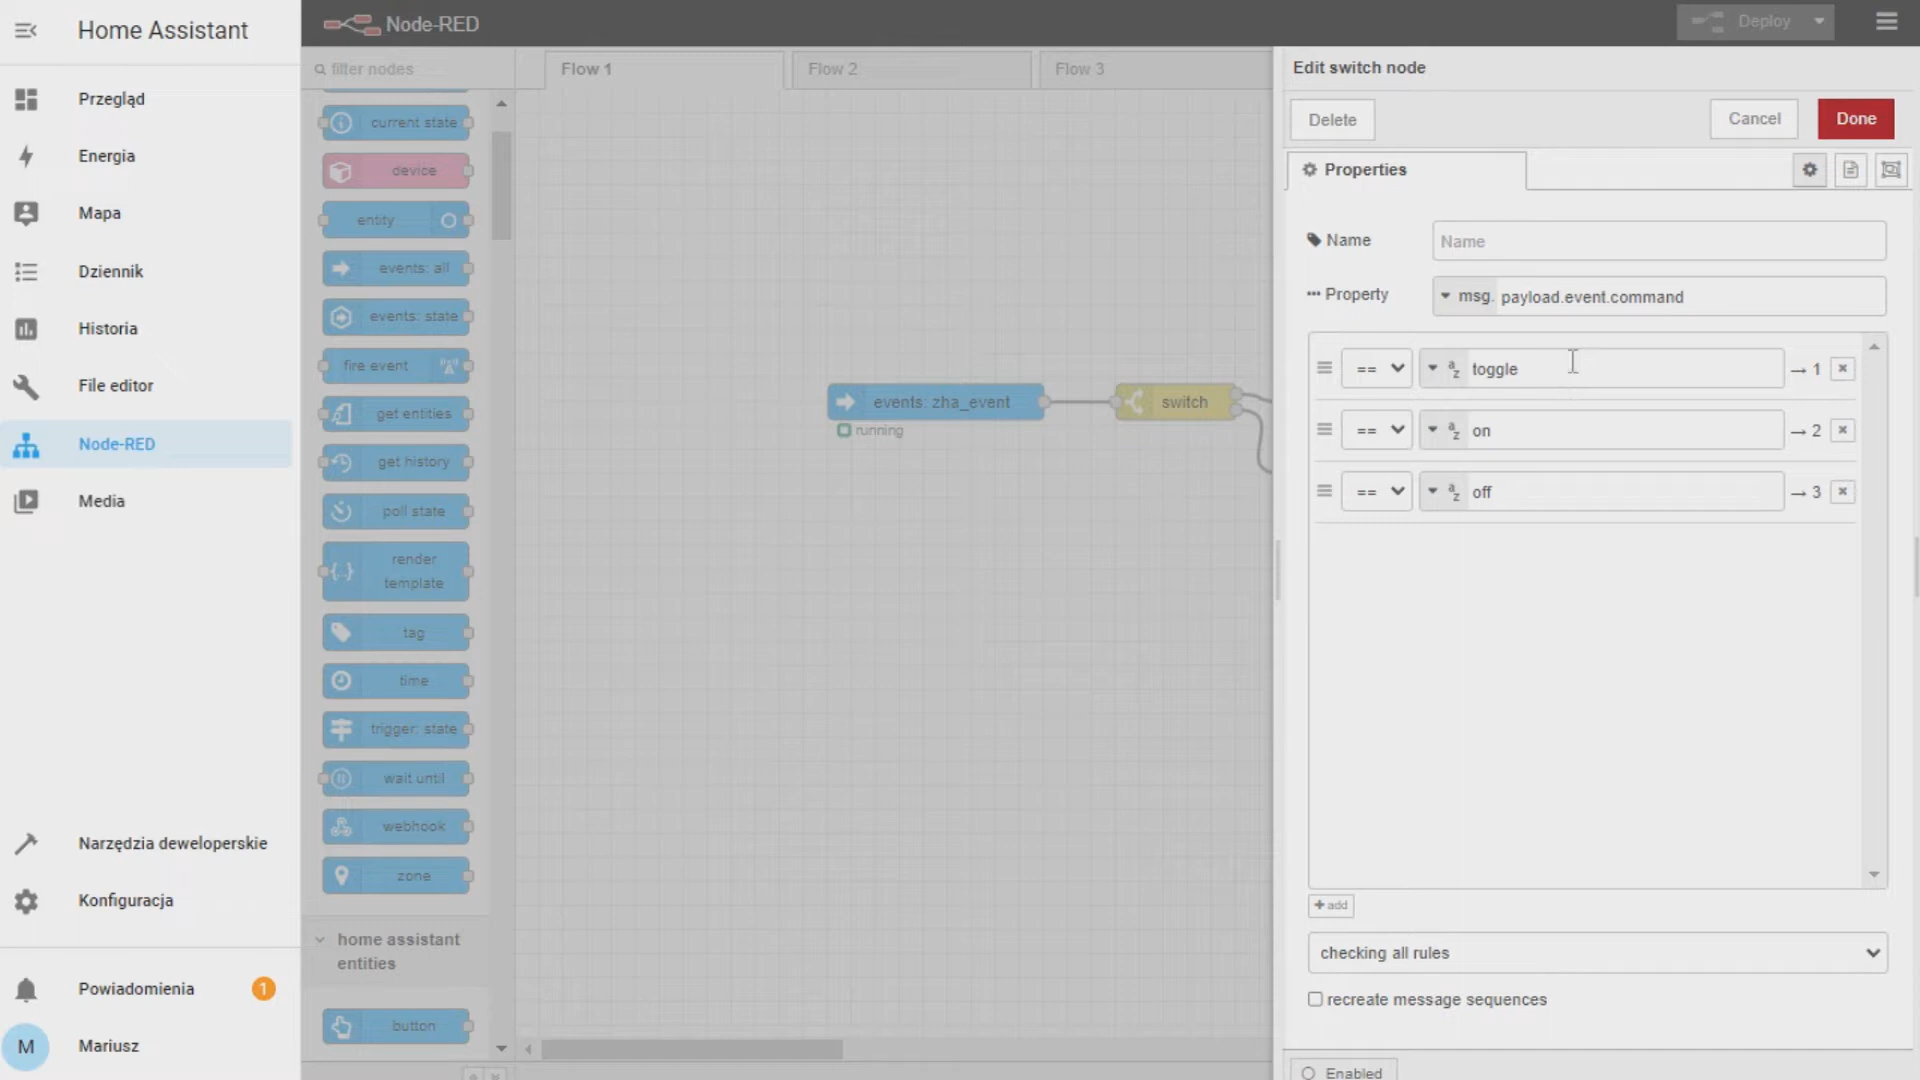 Home Assistant
Przegląd
Energia
Mapa
Dziennik
Historia
File editor
Node-RED
Media
Narzędzia deweloperskie
Konfiguracja
Powiadomienia 1
M Mariusz
Node-RED
Deploy
filter nodes
current state
device
entity
events: all
events: state
fire event
get entities
get history
poll state
render
template
tag
time
trigger: state
wait until
webhook
zone
home assistant
entities
button
Flow 1
Flow 2
Flow 3
events: zha_event
running
switch
Edit switch node
Delete
Cancel
Done
Properties
Name
Name
Property
msg. payload.event.command
== az toggle → 1
== az on → 2
== az off → 3
add
checking all rules
recreate message sequences
Enabled